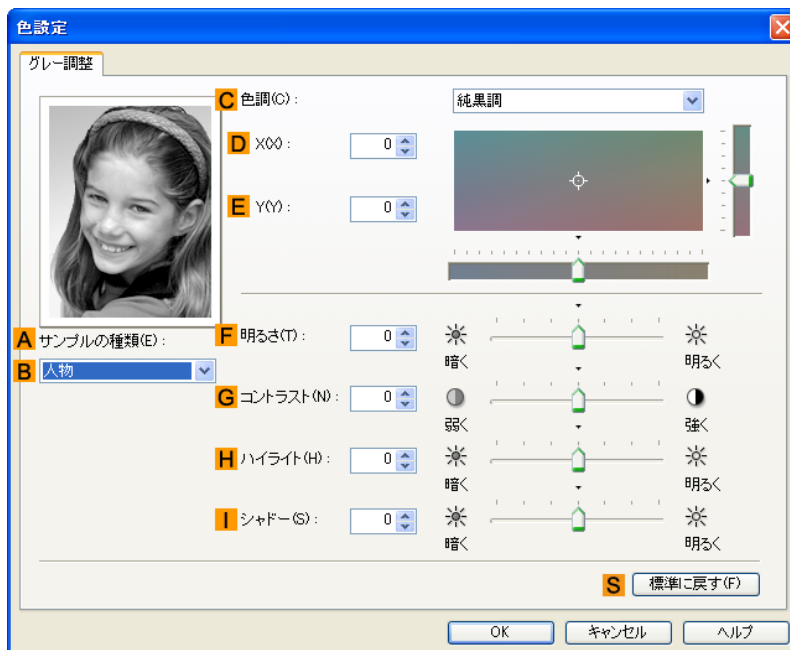 色設定
グレー調整
C 色調(C) : 純黒調
D X(X) : 0
E Y(Y) : 0
A サンプルの種類(E) :
B 人物
F 明るさ(T) : 0
暗く 明るく
G コントラスト(N) : 0
弱く 強く
H ハイライト(H) : 0
暗く 明るく
I シャドー(S) : 0
暗く 明るく
S 標準に戻す(F)
OK キャンセル ヘルプ